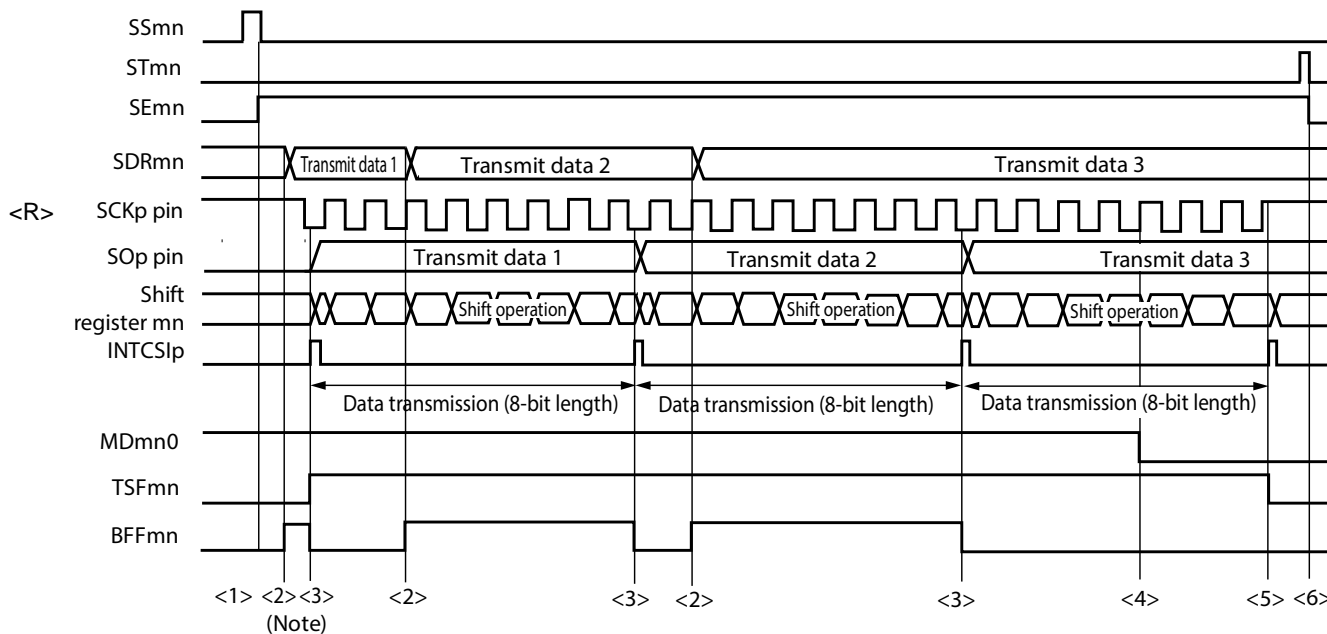 SSmn
STmn
SEmn
SDRmn Transmit data 1 Transmit data 2 Transmit data 3
<R> SCKp pin
SOp pin Transmit data 1 Transmit data 2 Transmit data 3
Shift
register mn Shift operation Shift operation Shift operation
INTCSIp
Data transmission (8-bit length) Data transmission (8-bit length) Data transmission (8-bit length)
MDmn0
TSFmn
BFFmn
<1> <2> <3> <2> <3> <2> <3> <4> <5> <6>
(Note)